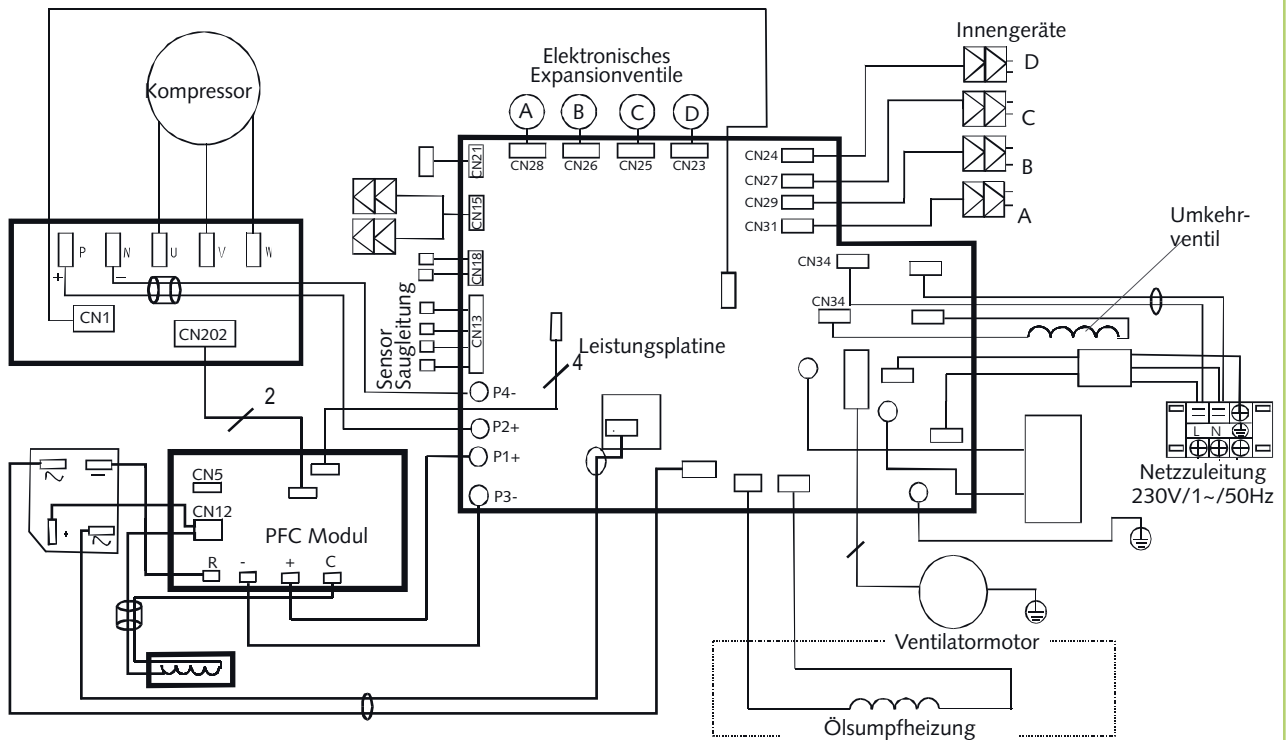 Innengeräte
Elektronisches
Expansionventile
Kompressor
A
B
C
D
D
C
B
A
CN21
CN28
CN26
CN25
CN23
CN24
CN27
CN29
CN31
CN15
CN18
CN13
Sensor
Saugleitung
Umkehr-
ventil
P
N
U
V
W
+
-
CN1
CN202
CN34
CN34
Leistungsplatine
4
2
P4-
P2+
P1+
P3-
L N
Netzzuleitung
230V/1~/50Hz
CN5
CN12
PFC Modul
R
-
+
C
+
Ventilatormotor
Ölsumpfheizung